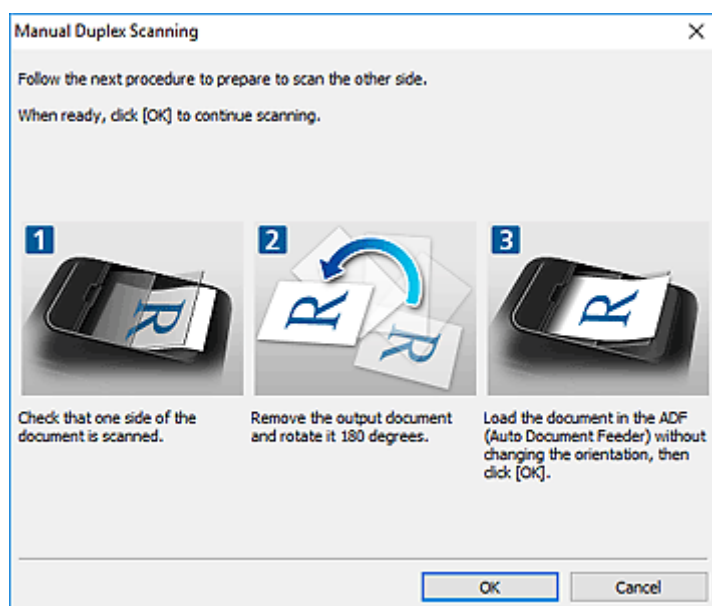 Manual Duplex Scanning
Follow the next procedure to prepare to scan the other side.
When ready, click [OK] to continue scanning.
1
R
2
R
R
3
R
Check that one side of the
document is scanned.
Remove the output document
and rotate it 180 degrees.
Load the document in the ADF
(Auto Document Feeder) without
changing the orientation, then
click [OK].
OK
Cancel